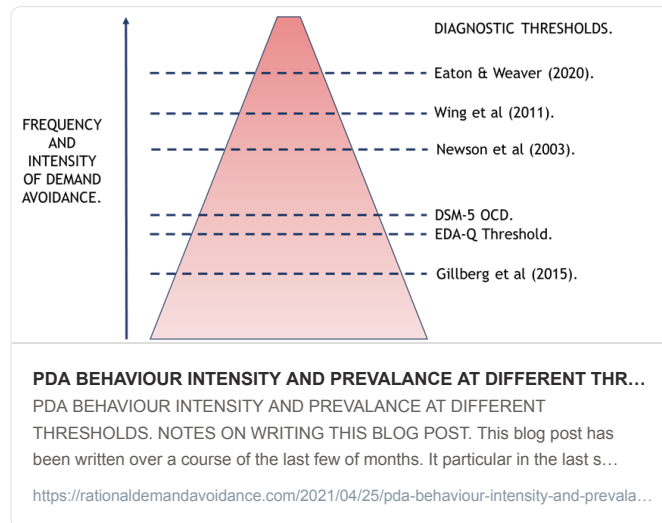 DIAGNOSTIC THRESHOLDS.
Eaton & Weaver (2020).
Wing et al (2011).
FREQUENCY
AND
INTENSITY
OF DEMAND
AVOIDANCE.
Newson et al (2003).
DSM-5 OCD.
EDA-Q Threshold.
Gillberg et al (2015).
PDA BEHAVIOUR INTENSITY AND PREVALANCE AT DIFFERENT THR...
PDA BEHAVIOUR INTENSITY AND PREVALANCE AT DIFFERENT
THRESHOLDS. NOTES ON WRITING THIS BLOG POST. This blog post has
been written over a course of the last few of months. It particular in the last s...
https://rationaldemandavoidance.com/2021/04/25/pda-behaviour-intensity-and-prevala...